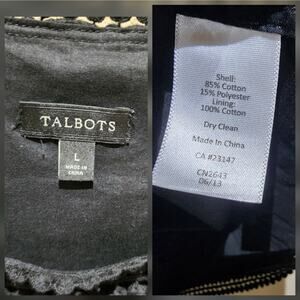 TALBOTS
L
MADE IN
CHINA
Shell:
85% Cotton
15% Polyester
Lining:
100% Cotton
Dry Clean
Made In China
CA #23147
CN2643
D6/13